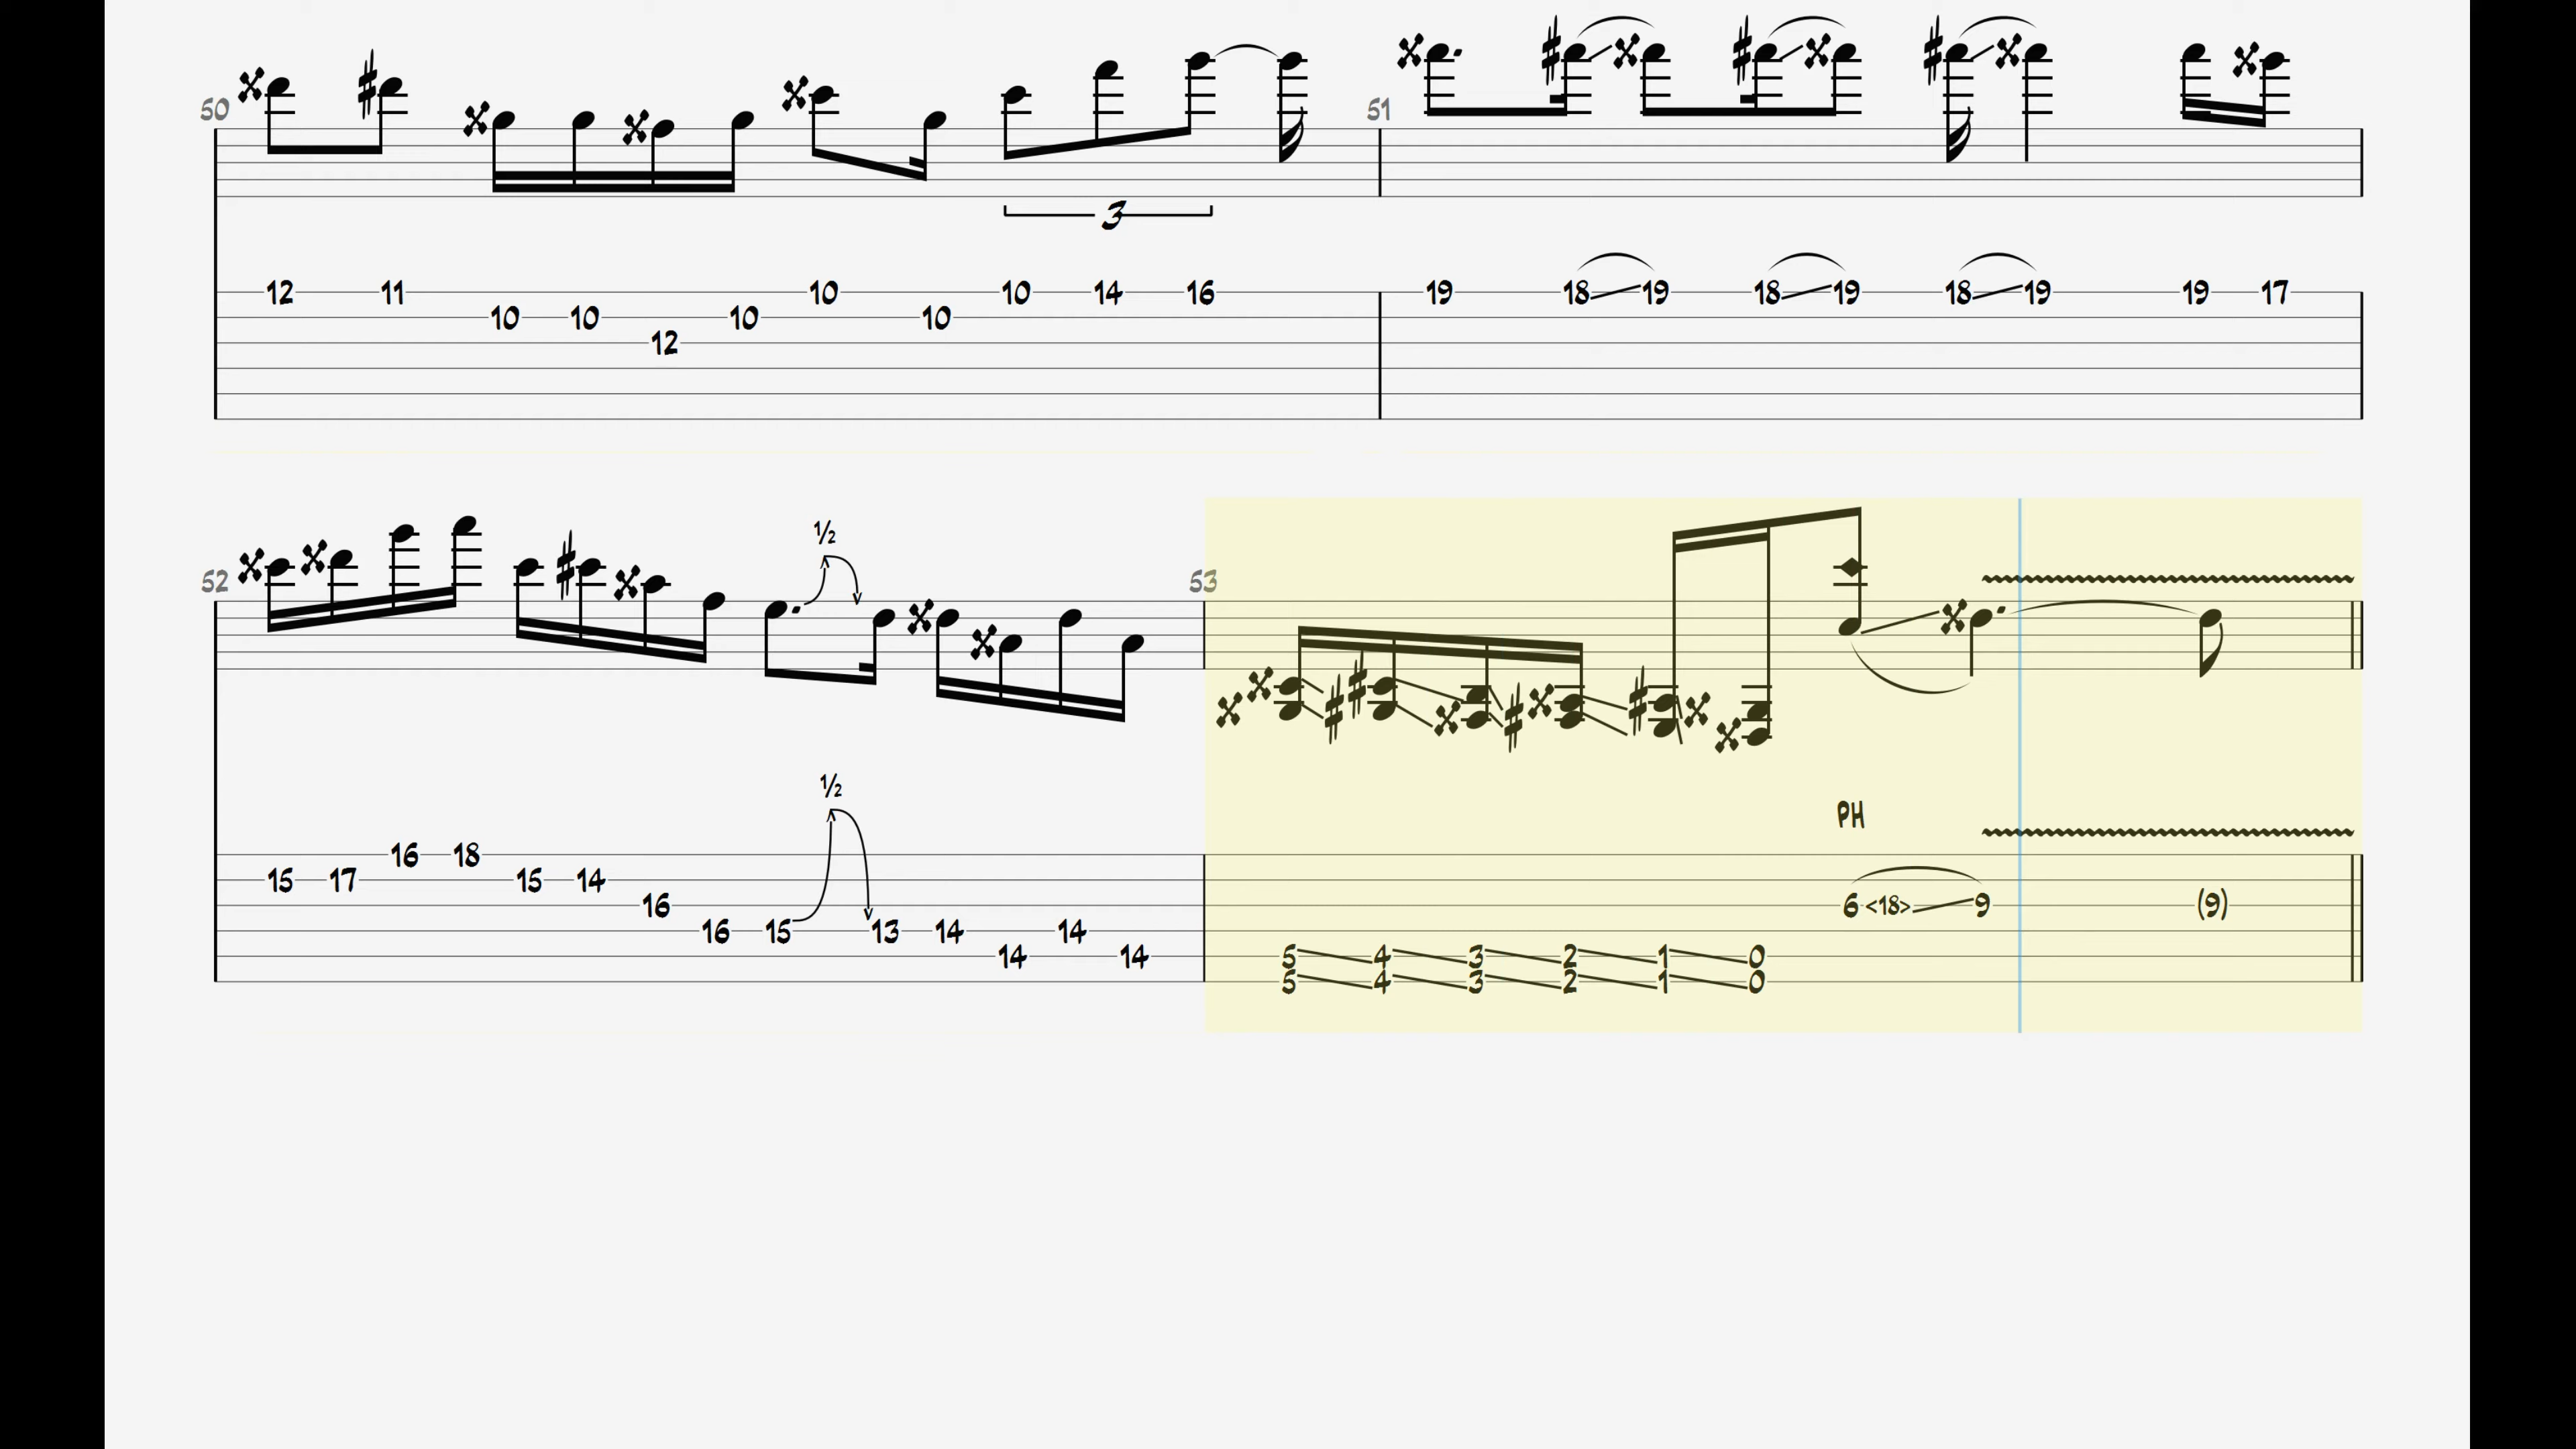 50 51
3
12 11 10 10 19 18 19 18 19 18 19 19 17
10 10 10 10 14 16
12 10
52 ½ 53
½ PH
16 18
15 17 15 14
16 6 <18> 9 (9)
16 15 13 14 14
14 14 5 4 3 2 1 0
5 4 3 2 1 0